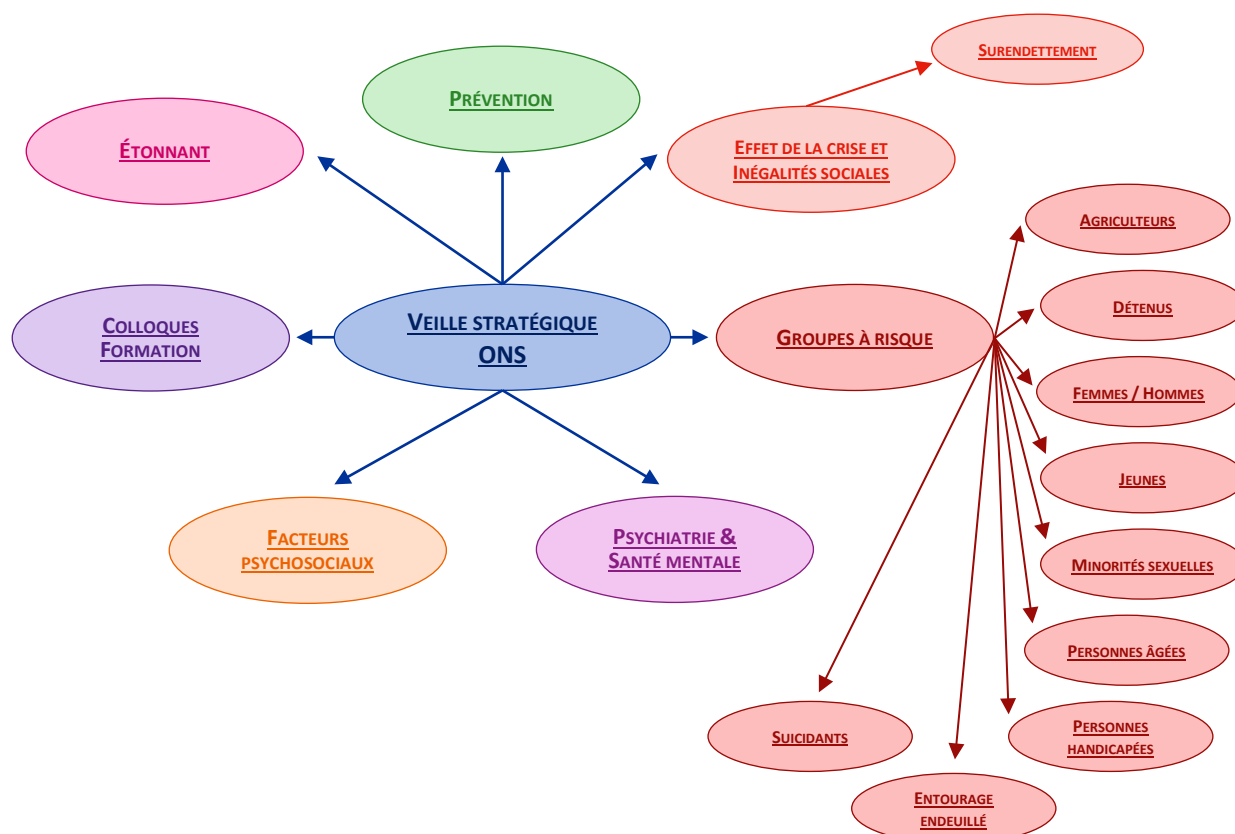 SURENDETTEMENT
PRÉVENTION
ÉTONNANT
EFFET DE LA CRISE ET
INÉGALITÉS SOCIALES
AGRICULTEURS
DÉTENUS
COLLOQUES
FORMATION
VEILLE STRATÉGIQUE
ONS
GROUPES À RISQUE
FEMMES / HOMMES
JEUNES
FACTEURS
PSYCHOSOCIAUX
PSYCHIATRIE &
SANTÉ MENTALE
MINORITÉS SEXUELLES
PERSONNES ÂGÉES
SUICIDANTS
PERSONNES
HANDICAPÉES
ENTOURAGE
ENDEUILLÉ